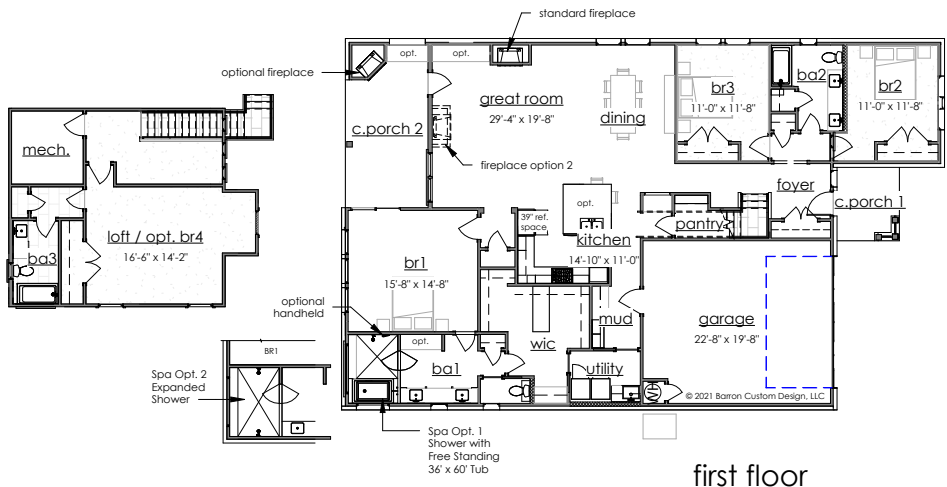 standard fireplace
optional fireplace
opt.
opt.
great room
29'-4" x 19'-8"
dining
br3
11'-0" x 11'-8"
ba2
br2
11'-0" x 11'-8"
c.porch 2
fireplace option 2
mech.
loft / opt. br4
16'-6" x 14'-2"
ba3
foyer
c.porch 1
opt.
39" ref.
space
pantry
kitchen
14'-10" x 11'-0"
br1
15'-8" x 14'-8"
optional
handheld
opt.
ba1
wic
mud
utility
garage
22'-8" x 19'-8"
WH
© 2021 Barron Custom Design, LLC
BR1
Spa Opt. 2
Expanded
Shower
Spa Opt. 1
Shower with
Free Standing
36' x 60' Tub
first floor